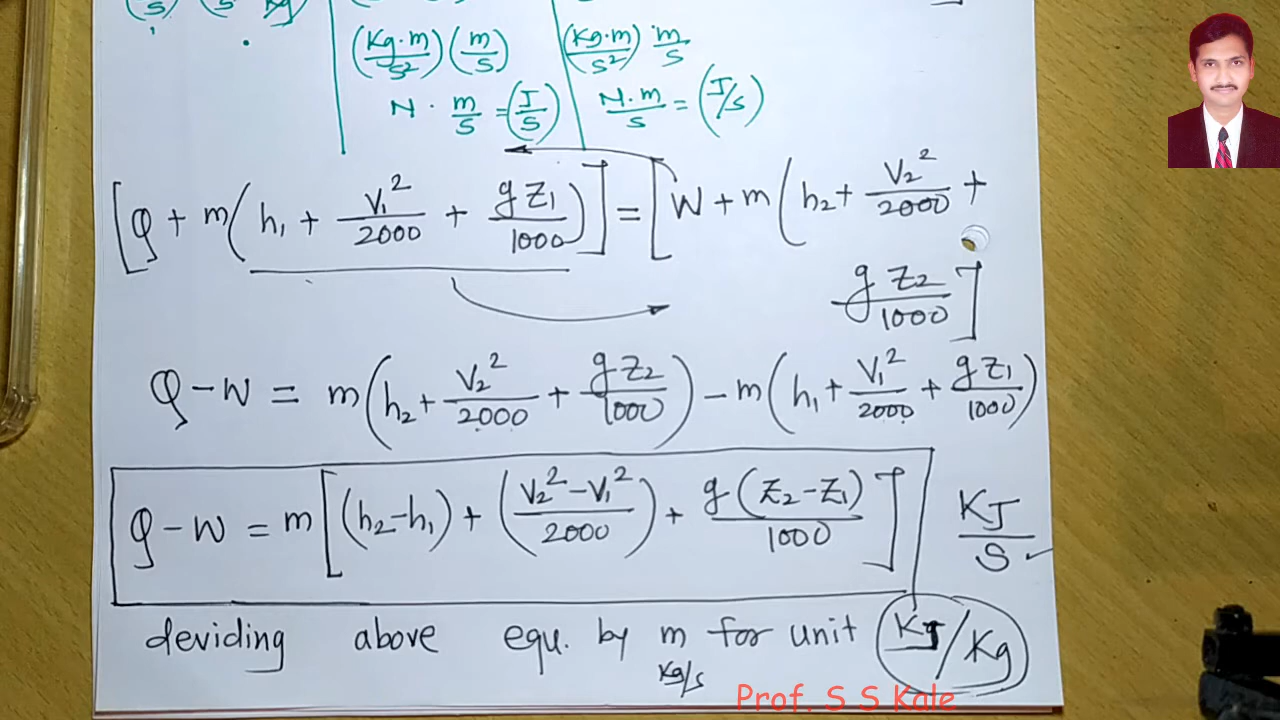 (kg·m/s²) (m/s) (kg·m/s²) m/s
N · m/s = (J/s) N·m/s = (J/s)
[Q + m(h₁ + V₁²/2000 + gZ₁/1000)] = [W + m(h₂ + V₂²/2000 +
gZ₂/1000]
Q - W = m(h₂ + V₂²/2000 + gZ₂/1000) - m(h₁ + V₁²/2000 + gZ₁/1000)
Q - W = m[(h₂-h₁) + (V₂²-V₁²/2000) + g(Z₂-Z₁)/1000] KJ/S
deviding above equ. by m for unit KJ/Kg
Kg/s
Prof. S S Kale